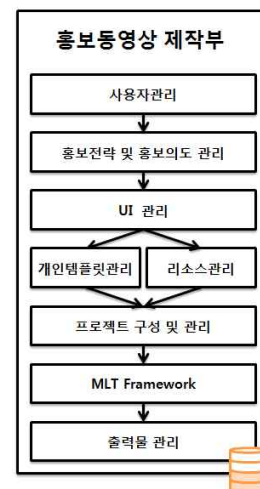 홍보동영상 제작부
사용자관리
홍보전략 및 홍보의도 관리
UI 관리
개인템플릿관리
리소스관리
프로젝트 구성 및 관리
MLT Framework
출력물 관리